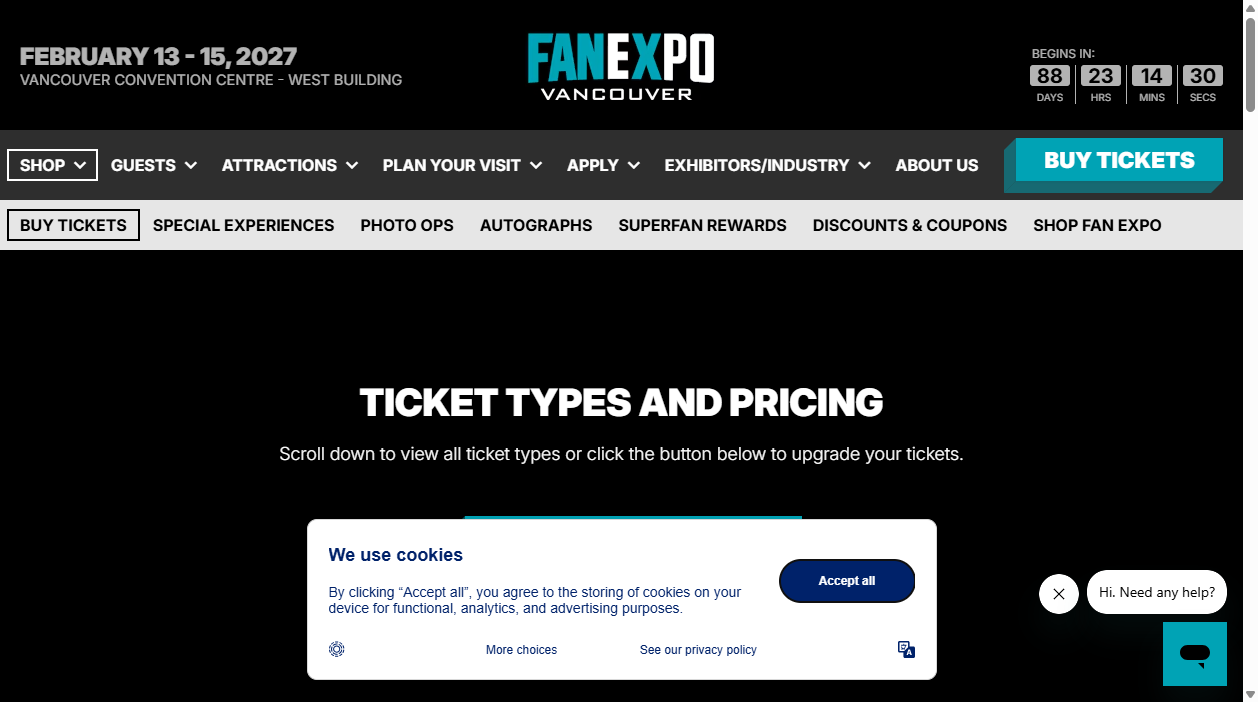 FEBRUARY 13 - 15, 2027
VANCOUVER CONVENTION CENTRE - WEST BUILDING
FANEXPO
VANCOUVER
BEGINS IN:
88 23 14 30
DAYS HRS MINS SECS
SHOP GUESTS ATTRACTIONS PLAN YOUR VISIT APPLY EXHIBITORS/INDUSTRY ABOUT US BUY TICKETS
BUY TICKETS SPECIAL EXPERIENCES PHOTO OPS AUTOGRAPHS SUPERFAN REWARDS DISCOUNTS & COUPONS SHOP FAN EXPO
TICKET TYPES AND PRICING
Scroll down to view all ticket types or click the button below to upgrade your tickets.
We use cookies
By clicking “Accept all”, you agree to the storing of cookies on your
device for functional, analytics, and advertising purposes.
Accept all
More choices See our privacy policy
Hi. Need any help?